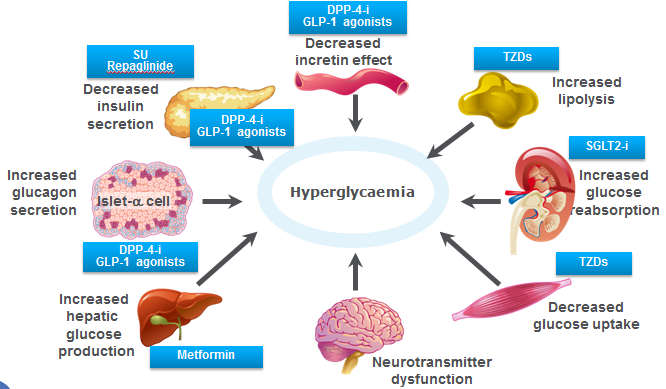 DPP-4-i
GLP-1 agonists
Decreased
incretin effect
SU
Repaglinide
Decreased
insulin
secretion
DPP-4-i
GLP-1 agonists
TZDs
Increased
lipolysis
Increased
glucagon
secretion
Islet-α cell
DPP-4-i
GLP-1 agonists
Hyperglycaemia
SGLT2-i
Increased
glucose
reabsorption
Increased
hepatic
glucose
production
Metformin
Neurotransmitter
dysfunction
TZDs
Decreased
glucose uptake